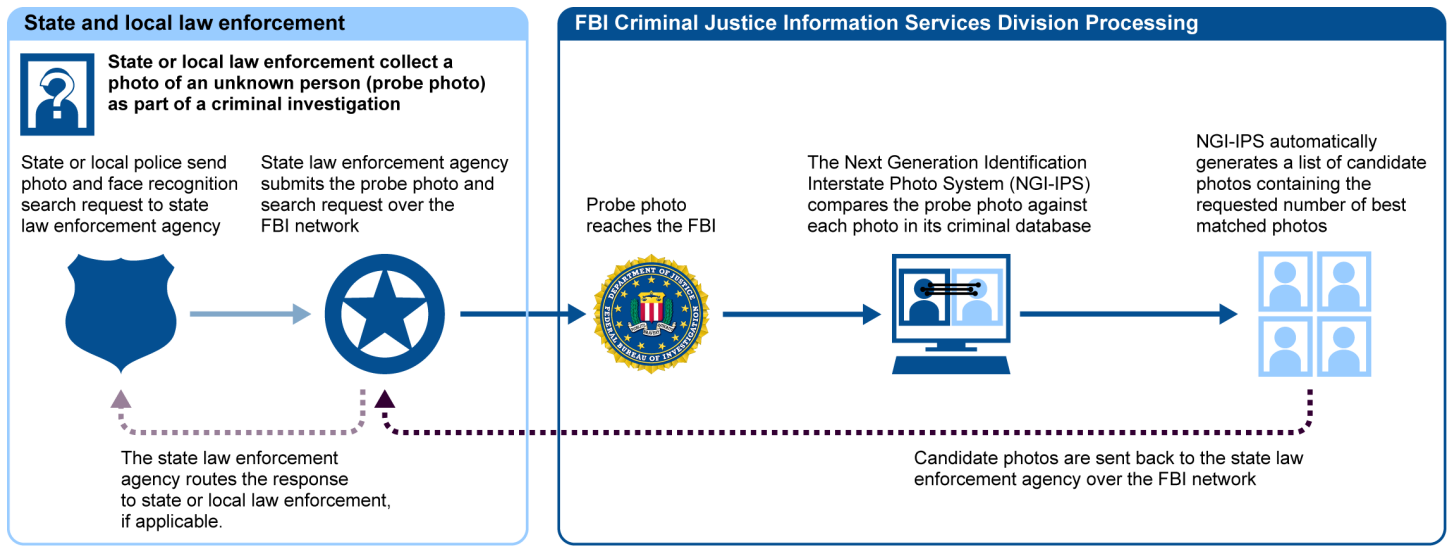 State and local law enforcement
State or local law enforcement collect a
photo of an unknown person (probe photo)
as part of a criminal investigation
State or local police send
photo and face recognition
search request to state
law enforcement agency
State law enforcement agency
submits the probe photo and
search request over the
FBI network
The state law enforcement
agency routes the response
to state or local law enforcement,
if applicable.
FBI Criminal Justice Information Services Division Processing
Probe photo
reaches the FBI
DEPARTMENT OF JUSTICE
FEDERAL BUREAU OF INVESTIGATION
The Next Generation Identification
Interstate Photo System (NGI-IPS)
compares the probe photo against
each photo in its criminal database
NGI-IPS automatically
generates a list of candidate
photos containing the
requested number of best
matched photos
Candidate photos are sent back to the state law
enforcement agency over the FBI network